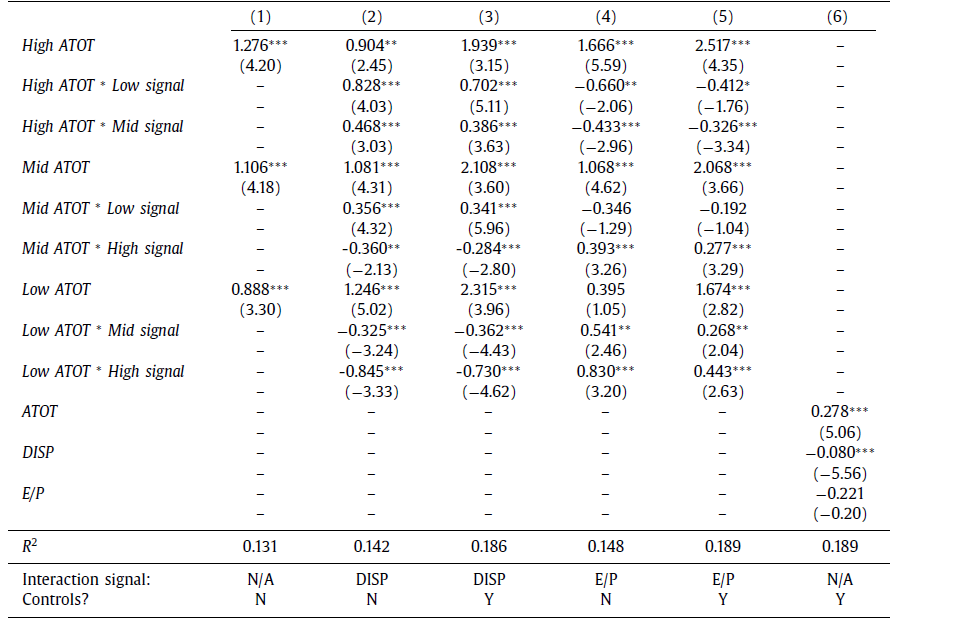 (1) (2) (3) (4) (5) (6)
High ATOT 1.276*** 0.904** 1.939*** 1.666*** 2.517*** –
(4.20) (2.45) (3.15) (5.59) (4.35) –
High ATOT * Low signal – 0.828*** 0.702*** −0.660** −0.412* –
– (4.03) (5.11) (−2.06) (−1.76) –
High ATOT * Mid signal – 0.468*** 0.386*** −0.433*** −0.326*** –
– (3.03) (3.63) (−2.96) (−3.34) –
Mid ATOT 1.106*** 1.081*** 2.108*** 1.068*** 2.068*** –
(4.18) (4.31) (3.60) (4.62) (3.66) –
Mid ATOT * Low signal – 0.356*** 0.341*** −0.346 −0.192 –
– (4.32) (5.96) (−1.29) (−1.04) –
Mid ATOT * High signal – -0.360** -0.284*** 0.393*** 0.277*** –
– (−2.13) (−2.80) (3.26) (3.29) –
Low ATOT 0.888*** 1.246*** 2.315*** 0.395 1.674*** –
(3.30) (5.02) (3.96) (1.05) (2.82) –
Low ATOT * Mid signal – −0.325*** −0.362*** 0.541** 0.268** –
– (−3.24) (−4.43) (2.46) (2.04) –
Low ATOT * High signal – -0.845*** −0.730*** 0.830*** 0.443*** –
– (−3.33) (−4.62) (3.20) (2.63) –
ATOT – – – – – 0.278***
– – – – – (5.06)
DISP – – – – – −0.080***
– – – – – (−5.56)
E/P – – – – – −0.221
– – – – – (−0.20)
R² 0.131 0.142 0.186 0.148 0.189 0.189
Interaction signal: N/A DISP DISP E/P E/P N/A
Controls? N N Y N Y Y